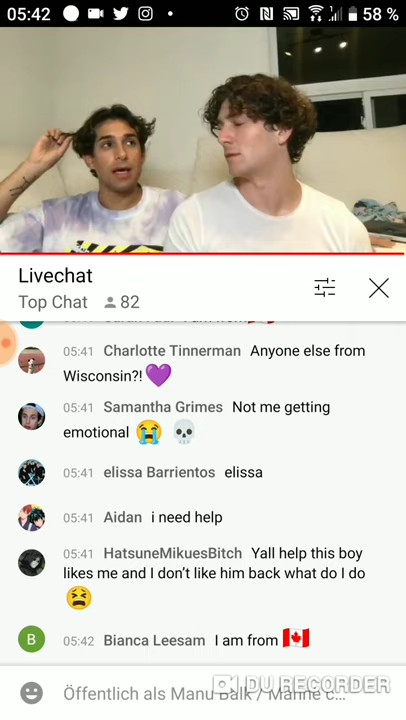 05:42
58 %
Livechat
Top Chat 82
05:41 Charlotte Tinnerman Anyone else from
Wisconsin?!💜
05:41 Samantha Grimes Not me getting
emotional 😭 💀
05:41 elissa Barrientos elissa
05:41 Aidan i need help
05:41 HatsuneMikuesBitch Yall help this boy
likes me and I don't like him back what do I do
😫
B 05:42 Bianca Leesam I am from 🇨🇦
Öffentlich als Manu Balk / Männe c...
DU RECORDER